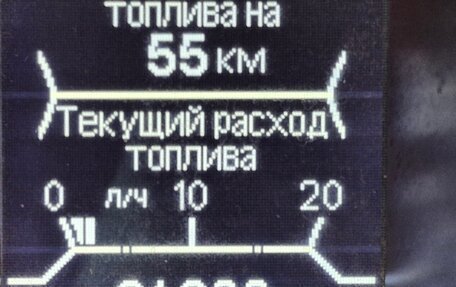 топлива на
55 км
Текущий расход
топлива
0 л/ч 10 20